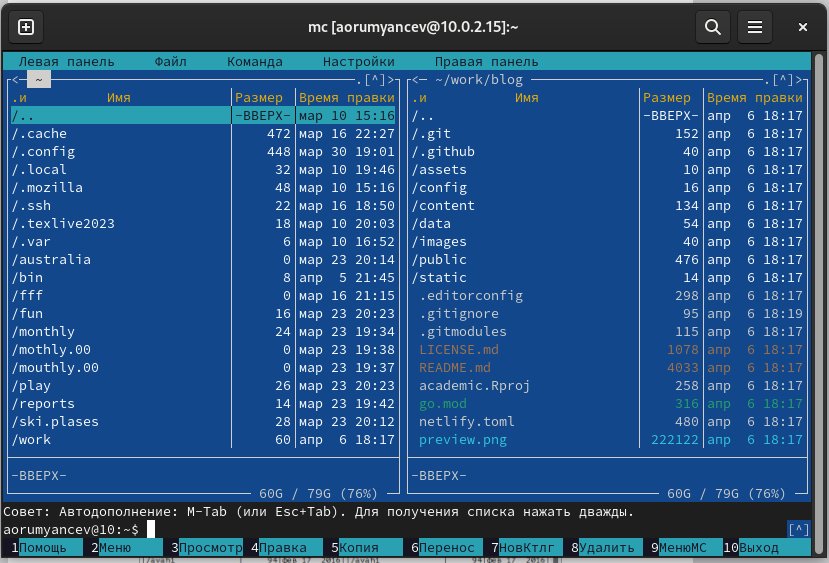 mc [aorumyancev@10.0.2.15]:~
Левая панель Файл Команда Настройки Правая панель
<─ ~ .[^]> <─ ~/work/blog .[^]>
.и Имя Размер Время правки .и Имя Размер Время правки
/.. -ВВЕРХ- мар 10 15:16 /.. -ВВЕРХ- апр 6 18:17
/.cache 472 мар 16 22:27 /.git 152 апр 6 18:17
/.config 448 мар 30 19:01 /.github 40 апр 6 18:17
/.local 32 мар 10 19:46 /assets 10 апр 6 18:17
/.mozilla 48 мар 10 15:16 /config 16 апр 6 18:17
/.ssh 22 мар 16 18:50 /content 134 апр 6 18:17
/.texlive2023 18 мар 10 20:03 /data 54 апр 6 18:17
/.var 6 мар 10 16:52 /images 40 апр 6 18:17
/australia 0 мар 23 20:14 /public 476 апр 6 18:17
/bin 8 апр 5 21:45 /static 14 апр 6 18:17
/fff 0 мар 16 21:15 .editorconfig 298 апр 6 18:17
/fun 16 мар 23 20:23 .gitignore 95 апр 6 18:19
/monthly 24 мар 23 19:34 .gitmodules 115 апр 6 18:17
/mothly.00 0 мар 23 19:38 LICENSE.md 1078 апр 6 18:17
/mouthly.00 0 мар 23 19:37 README.md 4033 апр 6 18:17
/play 26 мар 23 20:23 academic.Rproj 258 апр 6 18:17
/reports 14 мар 23 19:42 go.mod 316 апр 6 18:17
/ski.plases 28 мар 23 20:12 netlify.toml 480 апр 6 18:17
/work 60 апр 6 18:17 preview.png 222122 апр 6 18:17
-ВВЕРХ- -ВВЕРХ-
60G / 79G (76%) 60G / 79G (76%)
Совет: Автодополнение: M-Tab (или Esc+Tab). Для получения списка нажать дважды.
aorumyancev@10:~$ [^]
1Помощь 2Меню 3Просмотр 4Правка 5Копия 6Перенос 7НовКтлг 8Удалить 9МенюМС 10Выход